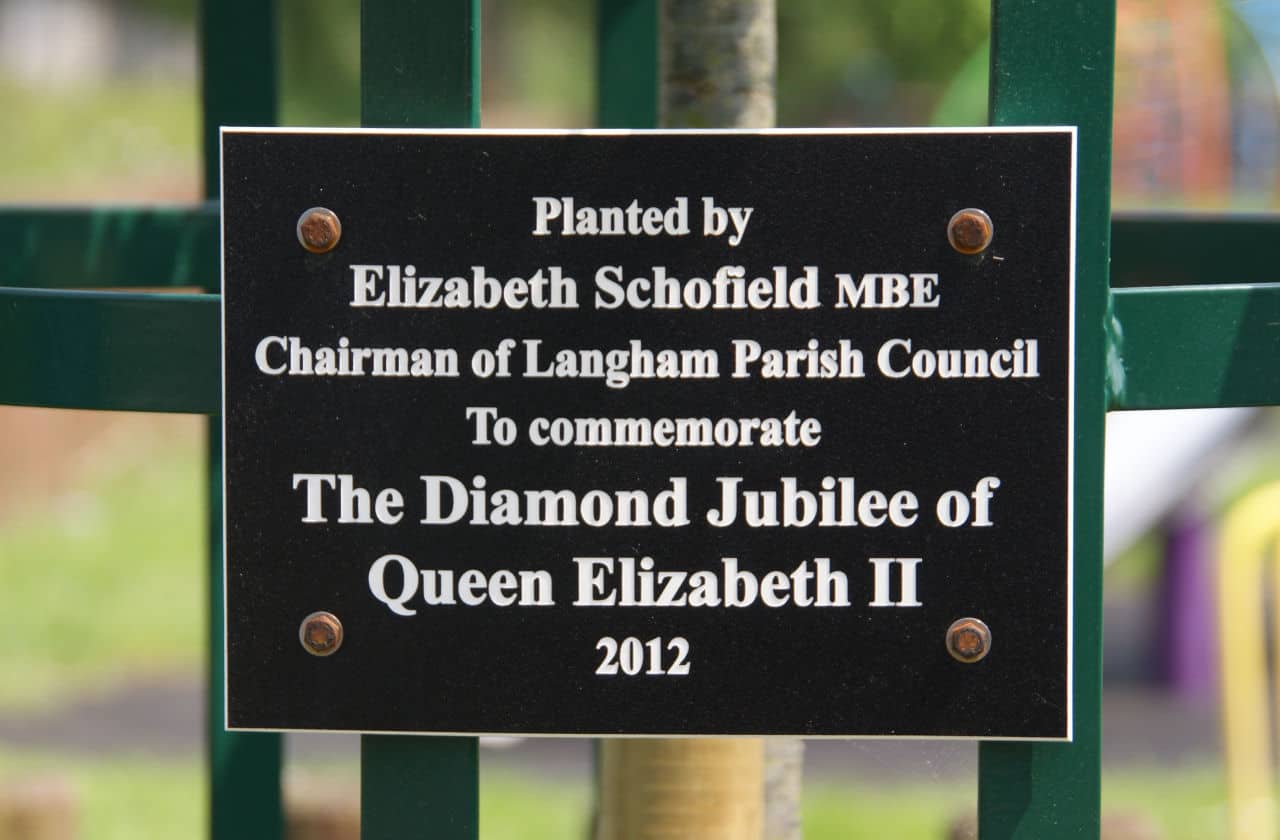 Planted by
Elizabeth Schofield MBE
Chairman of Langham Parish Council
To commemorate
The Diamond Jubilee of
Queen Elizabeth II
2012